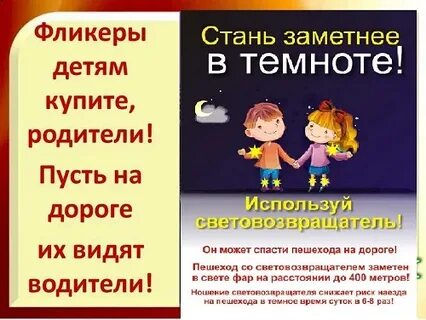 Фликеры
детям
купите,
родители!
Пусть на
дороге
их видят
водители!
Стань заметнее
в темноте!
Используй
световозвращатель!
Он может спасти пешехода на дороге!
Пешеход со световозвращателем заметен
в свете фар на расстоянии до 400 метров!
Ношение световозвращателя снижает риск наезда
на пешехода в темное время суток в 6-8 раз!